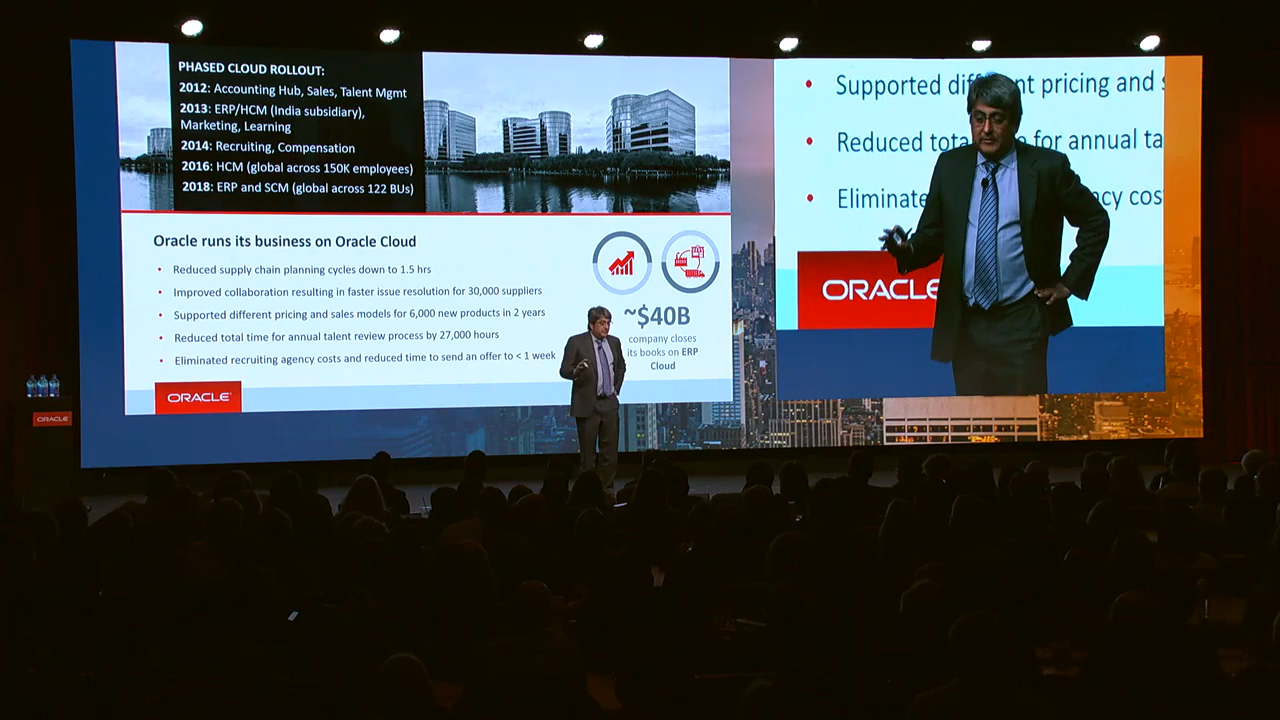 PHASED CLOUD ROLLOUT:
2012: Accounting Hub, Sales, Talent Mgmt
2013: ERP/HCM (India subsidiary),
Marketing, Learning
2014: Recruiting, Compensation
2016: HCM (global across 150K employees)
2018: ERP and SCM (global across 122 BUs)
Oracle runs its business on Oracle Cloud
• Reduced supply chain planning cycles down to 1.5 hrs
• Improved collaboration resulting in faster issue resolution for 30,000 suppliers
• Supported different pricing and sales models for 6,000 new products in 2 years
• Reduced total time for annual talent review process by 27,000 hours
• Eliminated recruiting agency costs and reduced time to send an offer to < 1 week
~$40B
company closes
its books on ERP
Cloud
ORACLE
• Supported diff nt pricing and s
• Reduced tota for annual ta
• Eliminate ncy cos
ORACLE
ORACLE